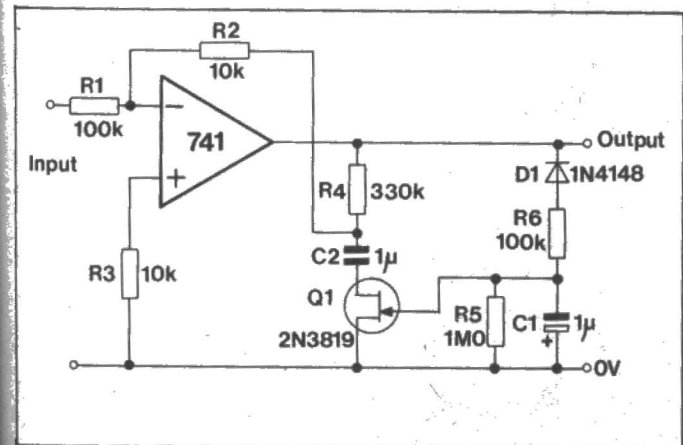 R2
10k
R1
100k
−
741
+
Input
Output
R4
330k
D1
1N4148
R6
100k
C2
1µ
R3
10k
Q1
2N3819
R5
1M0
C1
1µ
+
0V